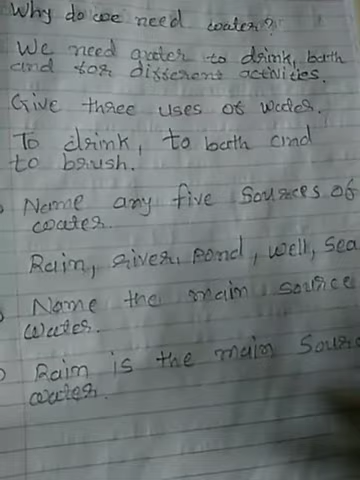 Why do we need water?
We need water to drink, bath
and for different activities.
Give three uses of water.
To drink, to bath and
to brush.
Name any five sources of
water.
Rain, river, pond, well, sea
Name the main source
water.
Rain is the main Sourc
water.